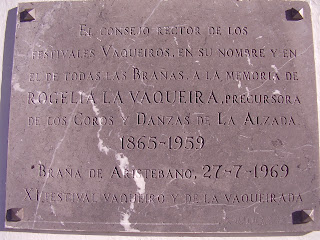 EL CONSEJO RECTOR DE LOS
FESTIVALES VAQUEIROS, EN SU NOMBRE Y EN
EL DE TODAS LAS BRAÑAS, A LA MEMORIA DE
ROGELIA LA VAQUEIRA, PRECURSORA
DE LOS COROS Y DANZAS DE LA ALZADA
1865-1959
BRAÑA DE ARISTEBANO, 27-7-1969
XI FESTIVAL VAQUEIRO Y DE LA VAQUEIRADA